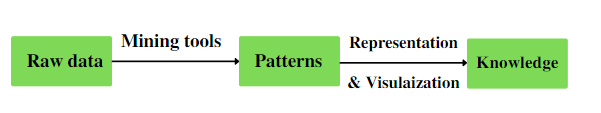 Mining tools
Raw data
Patterns
Representation
& Visulaization
Knowledge